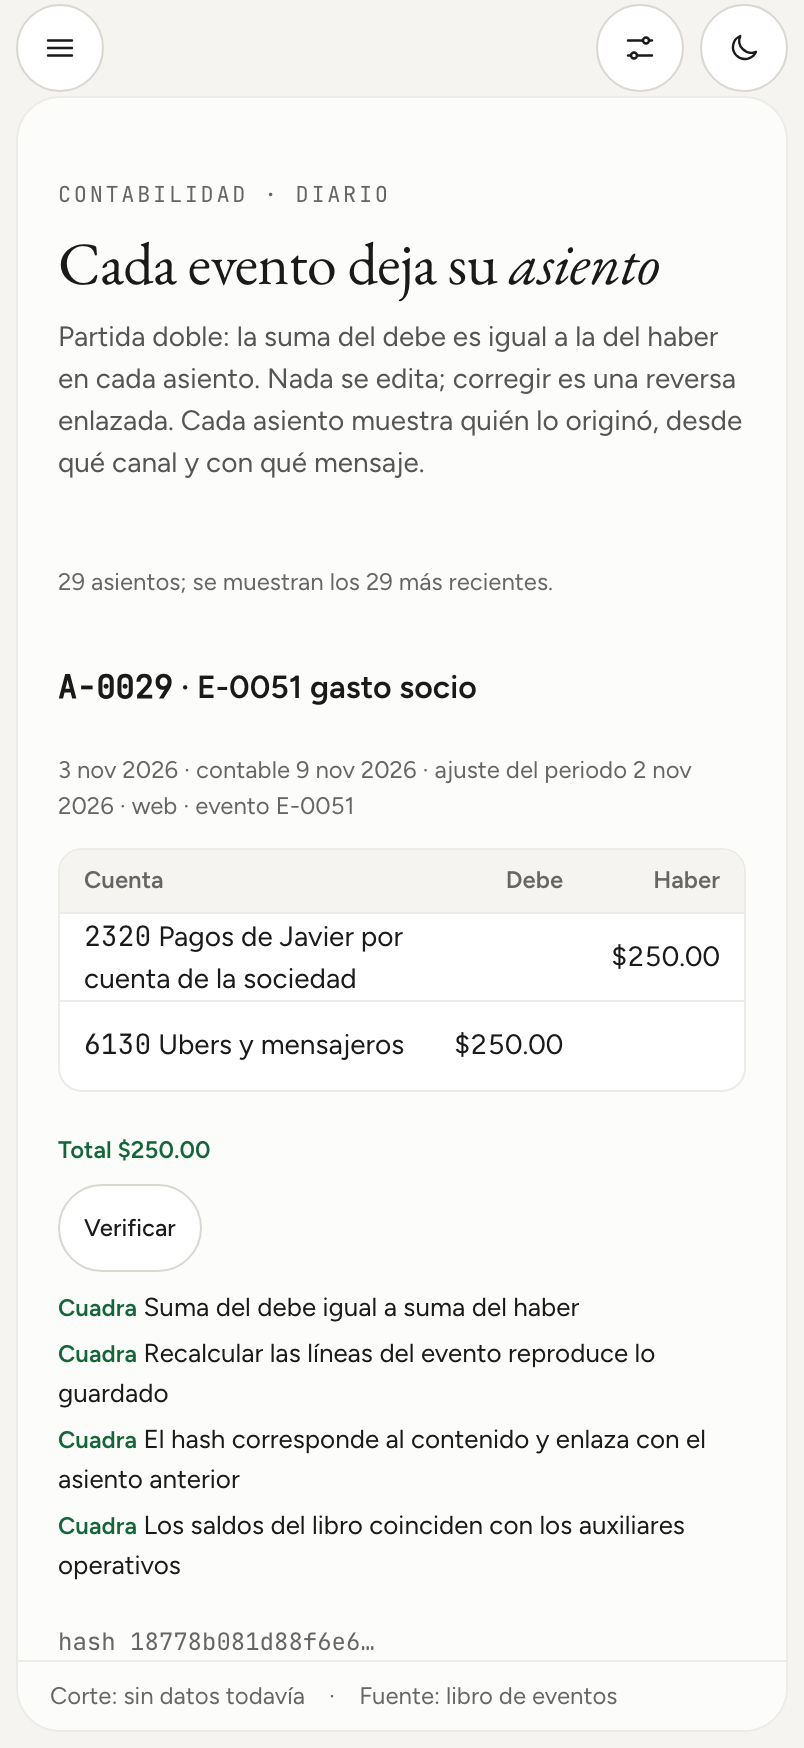 CONTABILIDAD · DIARIO
Cada evento deja su asiento
Partida doble: la suma del debe es igual a la del haber
en cada asiento. Nada se edita; corregir es una reversa
enlazada. Cada asiento muestra quién lo originó, desde
qué canal y con qué mensaje.
29 asientos; se muestran los 29 más recientes.
A-0029 · E-0051 gasto socio
3 nov 2026 · contable 9 nov 2026 · ajuste del periodo 2 nov
2026 · web · evento E-0051
Cuenta Debe Haber
2320 Pagos de Javier por
cuenta de la sociedad $250.00
6130 Ubers y mensajeros $250.00
Total $250.00
Verificar
Cuadra Suma del debe igual a suma del haber
Cuadra Recalcular las líneas del evento reproduce lo
guardado
Cuadra El hash corresponde al contenido y enlaza con el
asiento anterior
Cuadra Los saldos del libro coinciden con los auxiliares
operativos
hash 18778b081d88f6e6…
Corte: sin datos todavía · Fuente: libro de eventos